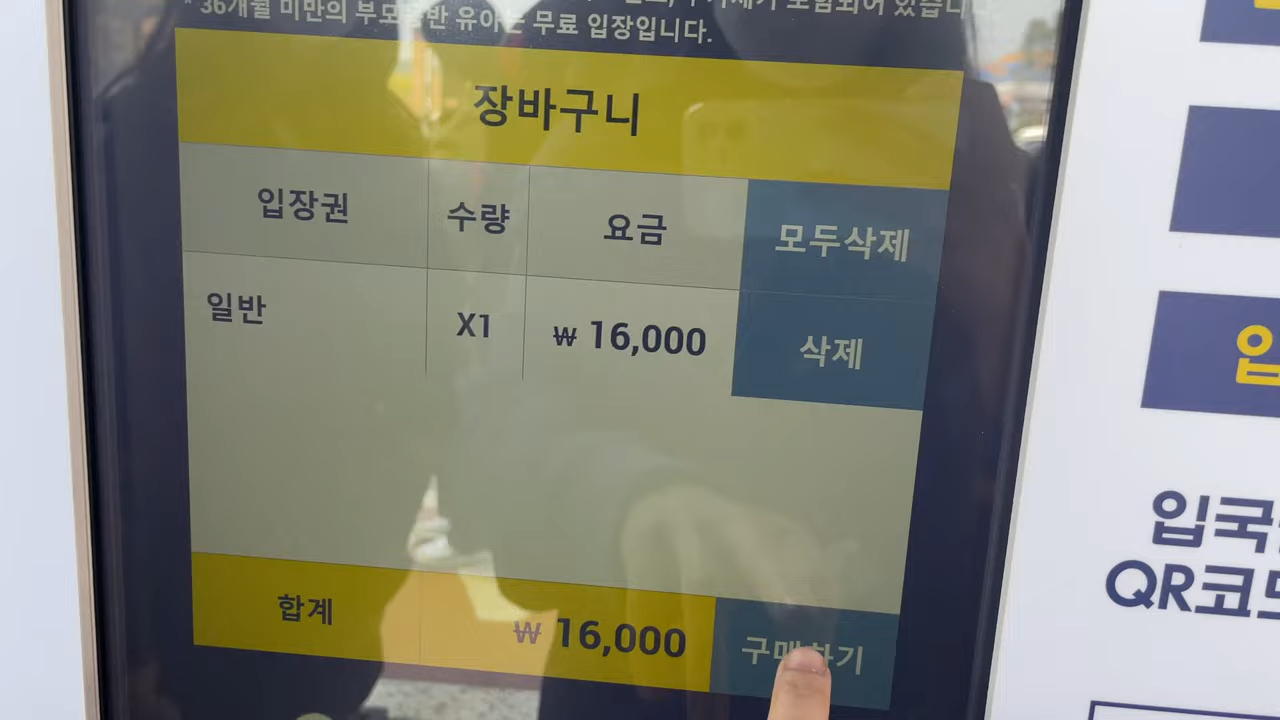 * 36개월 미만의 부모동반 유아는 무료 입장입니다.
장바구니
입장권 수량 요금 모두삭제
일반 X1 ₩ 16,000 삭제
합계 ₩ 16,000 구매하기
입국
QR코드